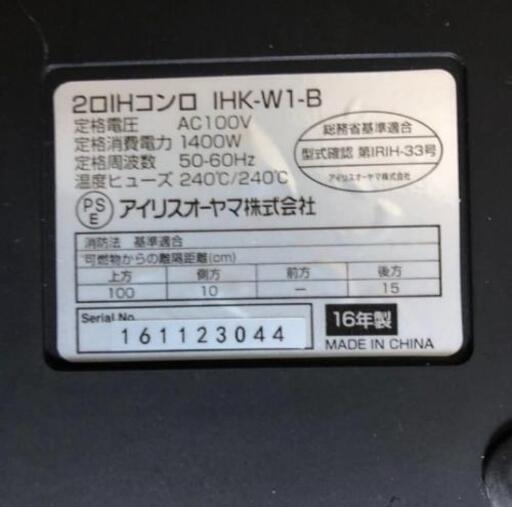 2口IHコンロ IHK-W1-B
定格電圧 AC100V
定格消費電力 1400W
定格周波数 50-60Hz
温度ヒューズ 240℃/240℃
総務省基準適合
型式確認 第IRIH-33号
アイリスオーヤマ株式会社
PS
E
アイリスオーヤマ株式会社
消防法 基準適合
可燃物からの離隔距離(cm)
上方 側方 前方 後方
100 10 ー 15
Serial No.
161123044
16年製
MADE IN CHINA